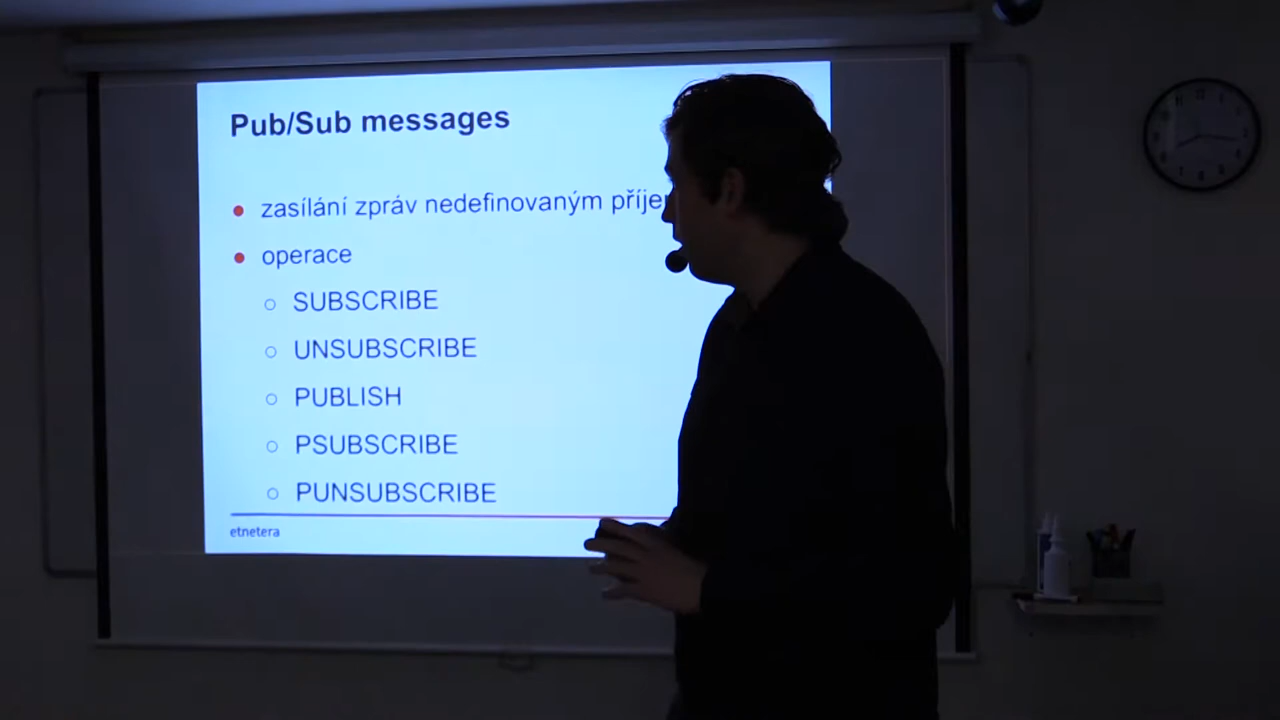 Pub/Sub messages
zasílání zpráv nedefinovaným
operace
SUBSCRIBE
UNSUBSCRIBE
PUBLISH
PSUBSCRIBE
PUNSUBSCRIBE
etnetera